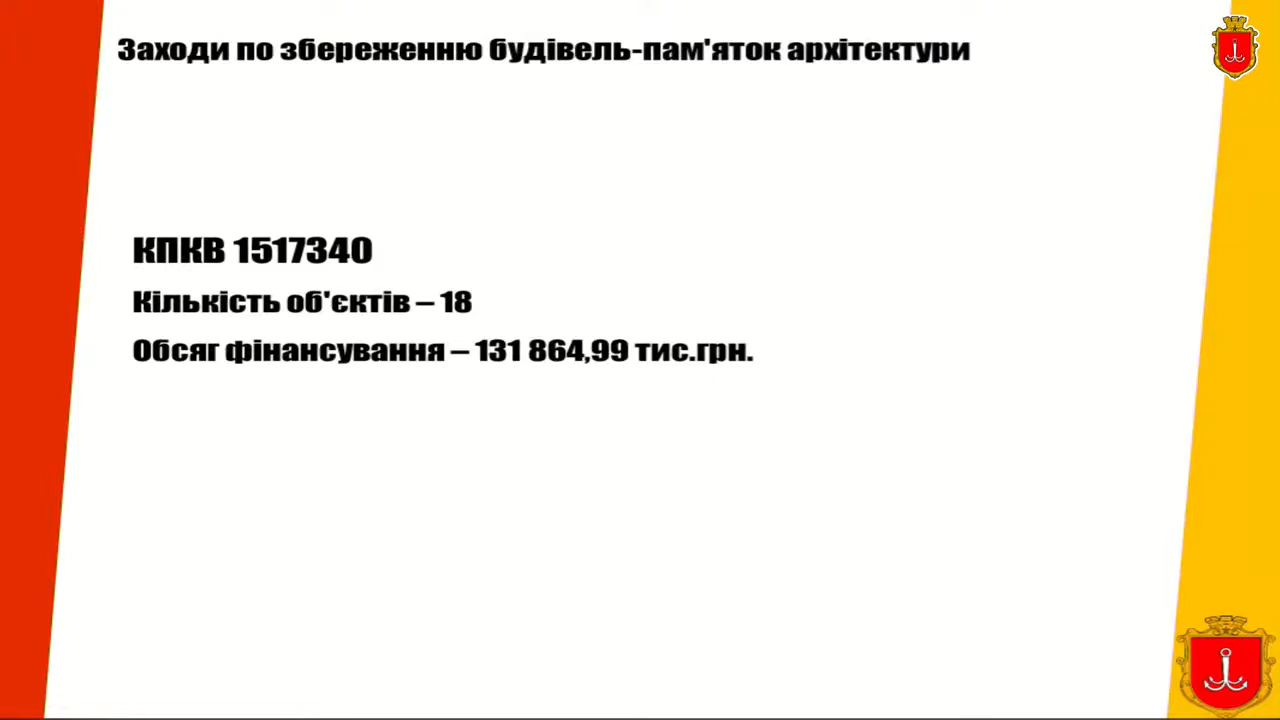 Заходи по збереженню будівель-пам'яток архітектури
КПКВ 1517340
Кількість об'єктів – 18
Обсяг фінансування – 131 864,99 тис.грн.